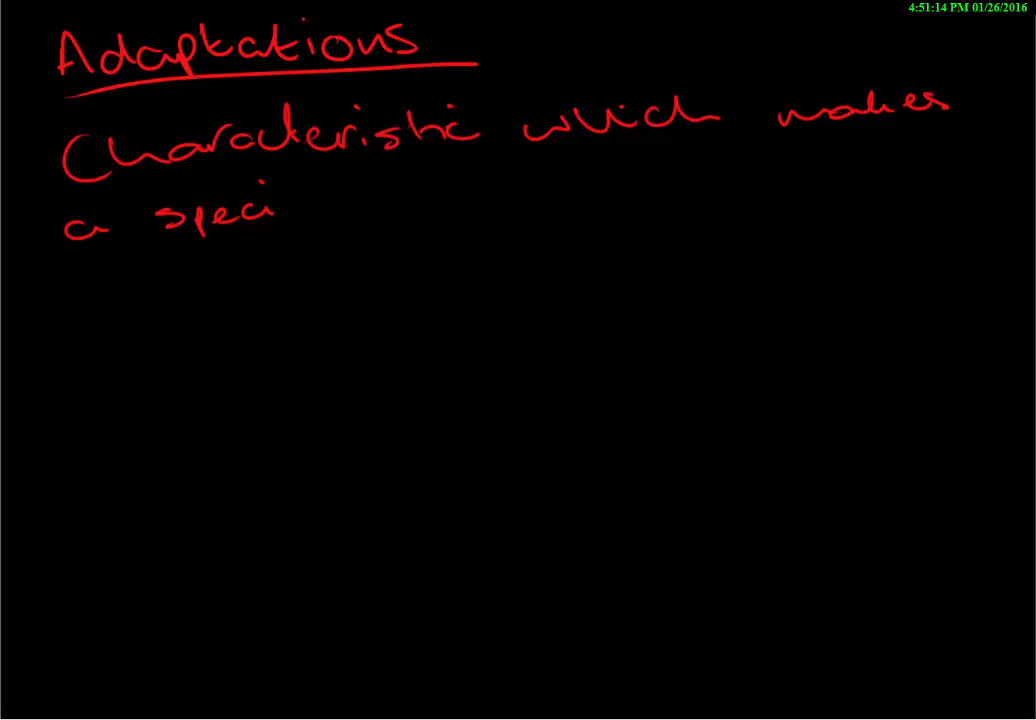 4:51:14 PM 01/26/2016
Adaptations
Characteristic which makes
a speci